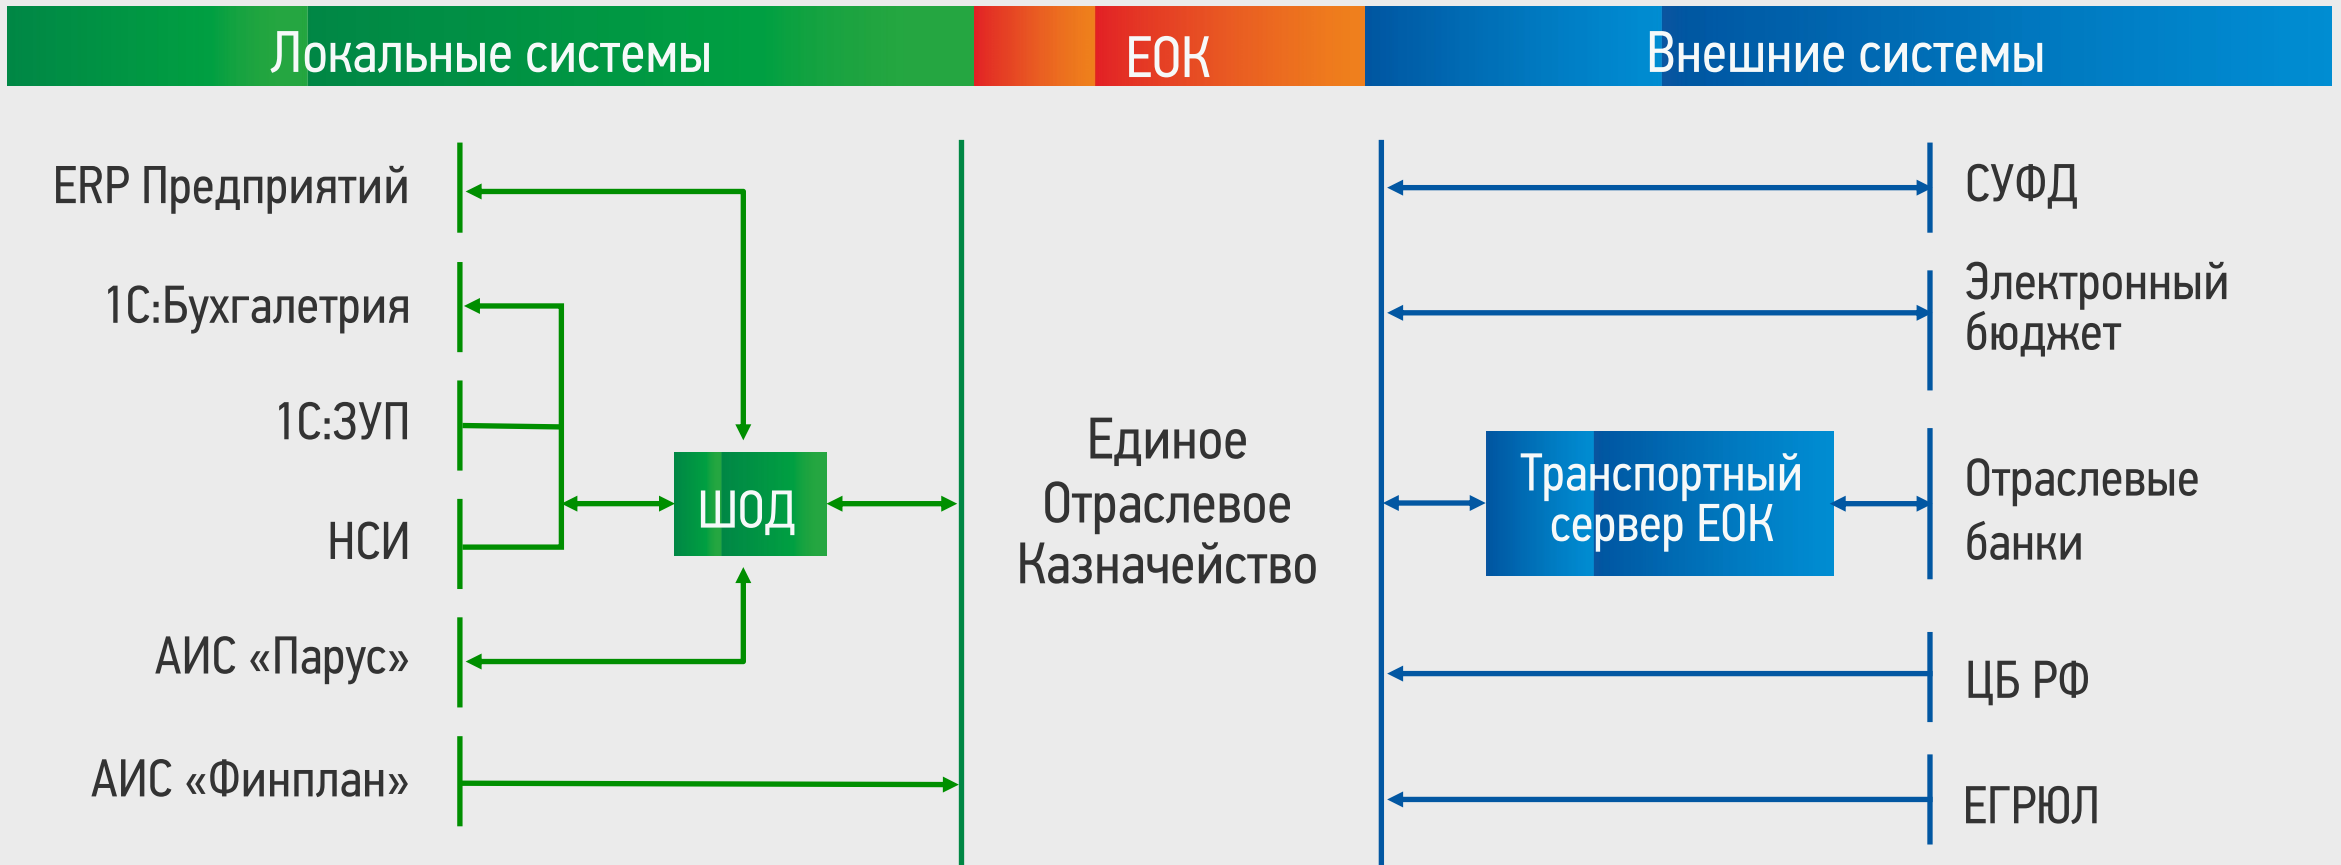 Локальные системы
ЕОК
Внешние системы
ERP Предприятий
1С:Бухгалетрия
1С:ЗУП
НСИ
АИС «Парус»
АИС «Финплан»
ШОД
Единое
Отраслевое
Казначейство
Транспортный
сервер ЕОК
СУФД
Электронный
бюджет
Отраслевые
банки
ЦБ РФ
ЕГРЮЛ